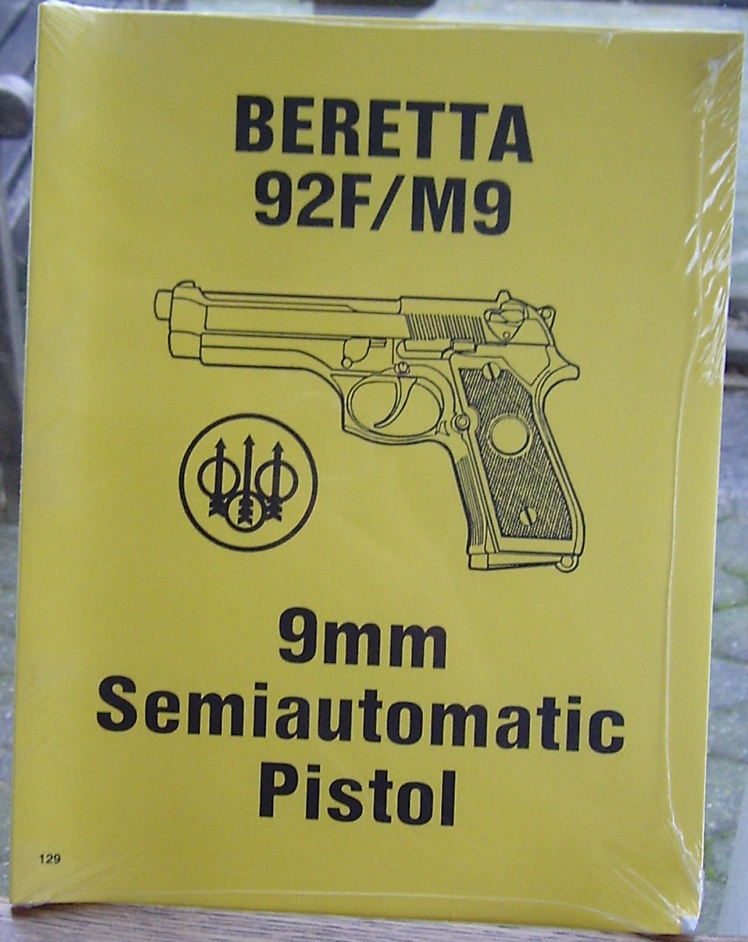 BERETTA
92F/M9
9mm
Semiautomatic
Pistol
129